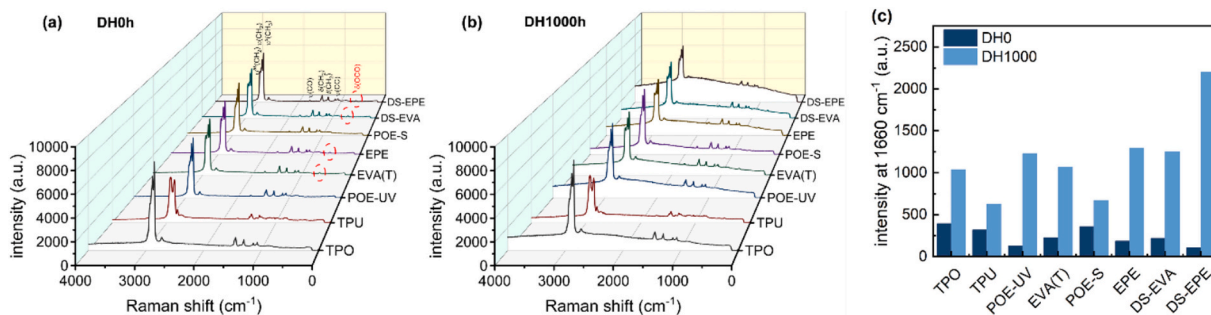 (a)
DH0h
ν(CH₂)
ν(CO)
δ(CH₂)
δ(OCO)
DS-EPE
DS-EVA
POE-S
EPE
EVA(T)
POE-UV
TPU
TPO
intensity (a.u.)
10000
8000
6000
4000
2000
0
4000
3000
2000
1000
0
Raman shift (cm⁻¹)
(b)
DH1000h
DS-EPE
DS-EVA
EPE
POE-S
EVA(T)
POE-UV
TPU
TPO
intensity (a.u.)
10000
8000
6000
4000
2000
0
4000
3000
2000
1000
0
Raman shift (cm⁻¹)
(c)
DH0
DH1000
intensity at 1660 cm⁻¹ (a.u.)
2500
2000
1500
1000
500
0
TPO
TPU
POE-UV
EVA(T)
POE-S
EPE
DS-EVA
DS-EPE